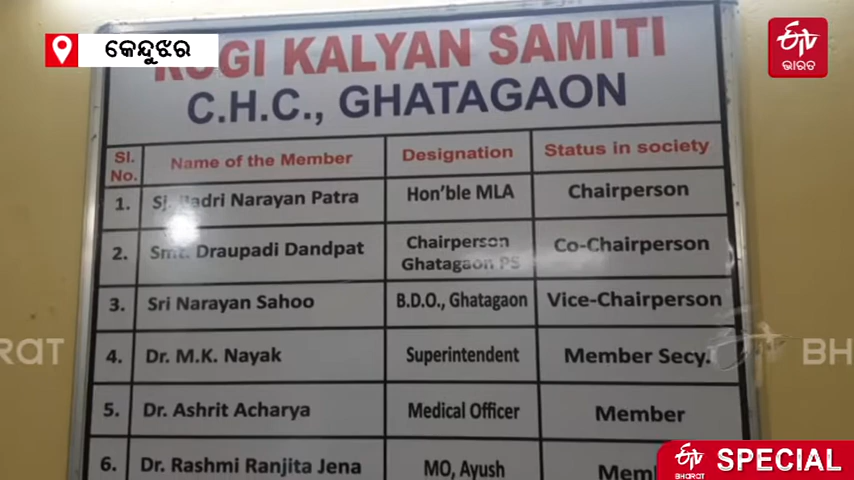 କେନ୍ଦୁଝର
ETV
ଭାରତ
ROGI KALYAN SAMITI
C.H.C., GHATAGAON
Sl. No. Name of the Member Designation Status in society
1. Sj. Badri Narayan Patra Hon'ble MLA Chairperson
2. Smt. Draupadi Dandpat Chairperson Ghatagaon PS Co-Chairperson
3. Sri Narayan Sahoo B.D.O., Ghatagaon Vice-Chairperson
4. Dr. M.K. Nayak Superintendent Member Secy.
5. Dr. Ashrit Acharya Medical Officer Member
6. Dr. Rashmi Ranjita Jena MO, Ayush
ETV BHARAT SPECIAL